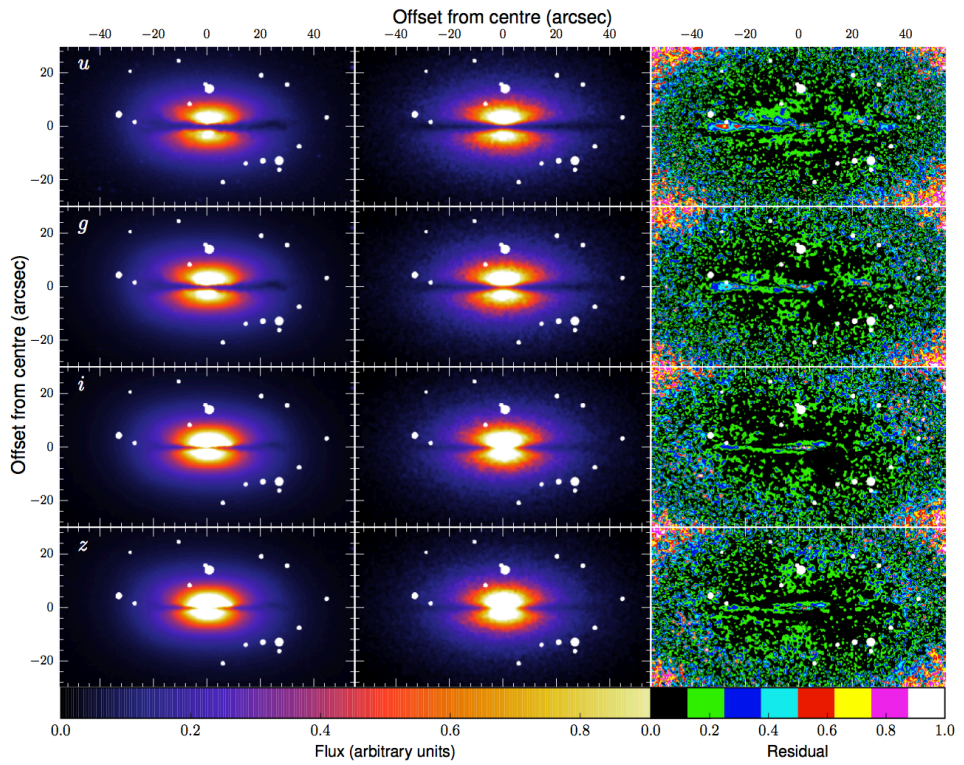 Offset from centre (arcsec)
−40 −20 0 20 40 −40 −20 0 20 40 −40 −20 0 20 40
u
20
0
−20
g
20
0
−20
Offset from centre (arcsec)
i
20
0
−20
z
20
0
−20
0.0 0.2 0.4 0.6 0.8 0.0 0.2 0.4 0.6 0.8 1.0
Flux (arbitrary units) Residual